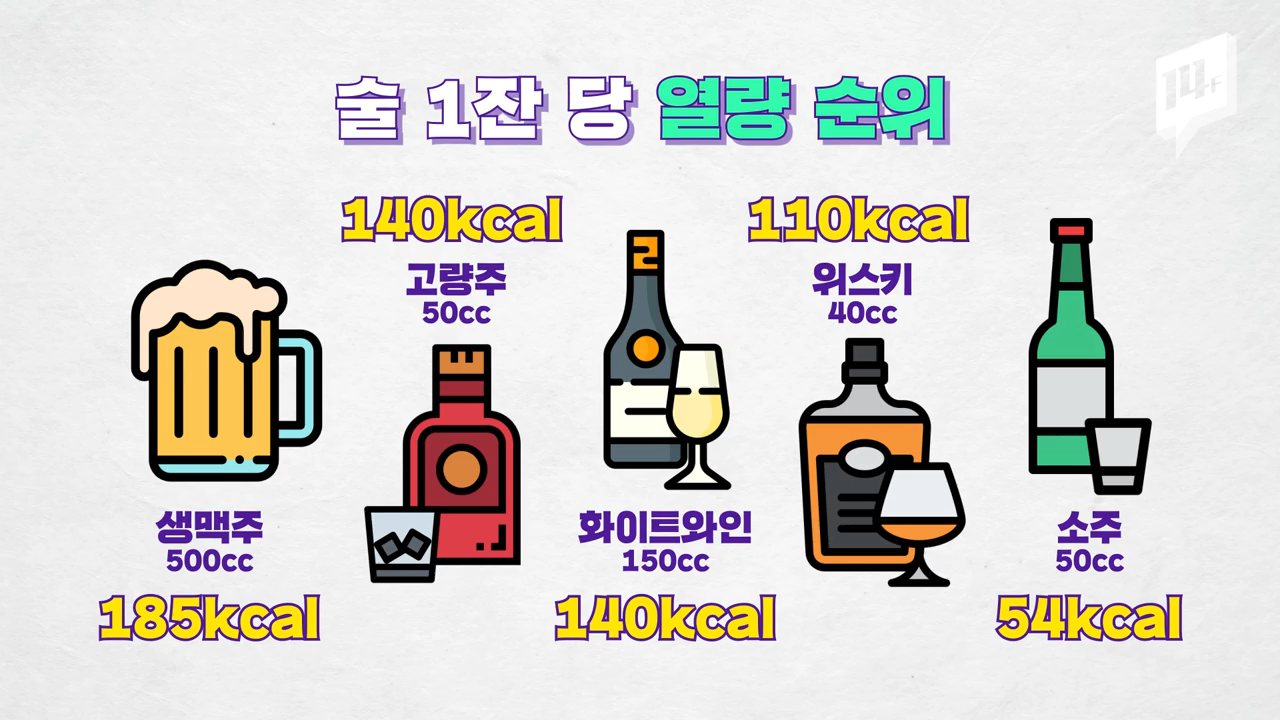 술 1잔 당 열량 순위
14F
생맥주
500cc
185kcal
140kcal
고량주
50cc
화이트와인
150cc
140kcal
110kcal
위스키
40cc
소주
50cc
54kcal